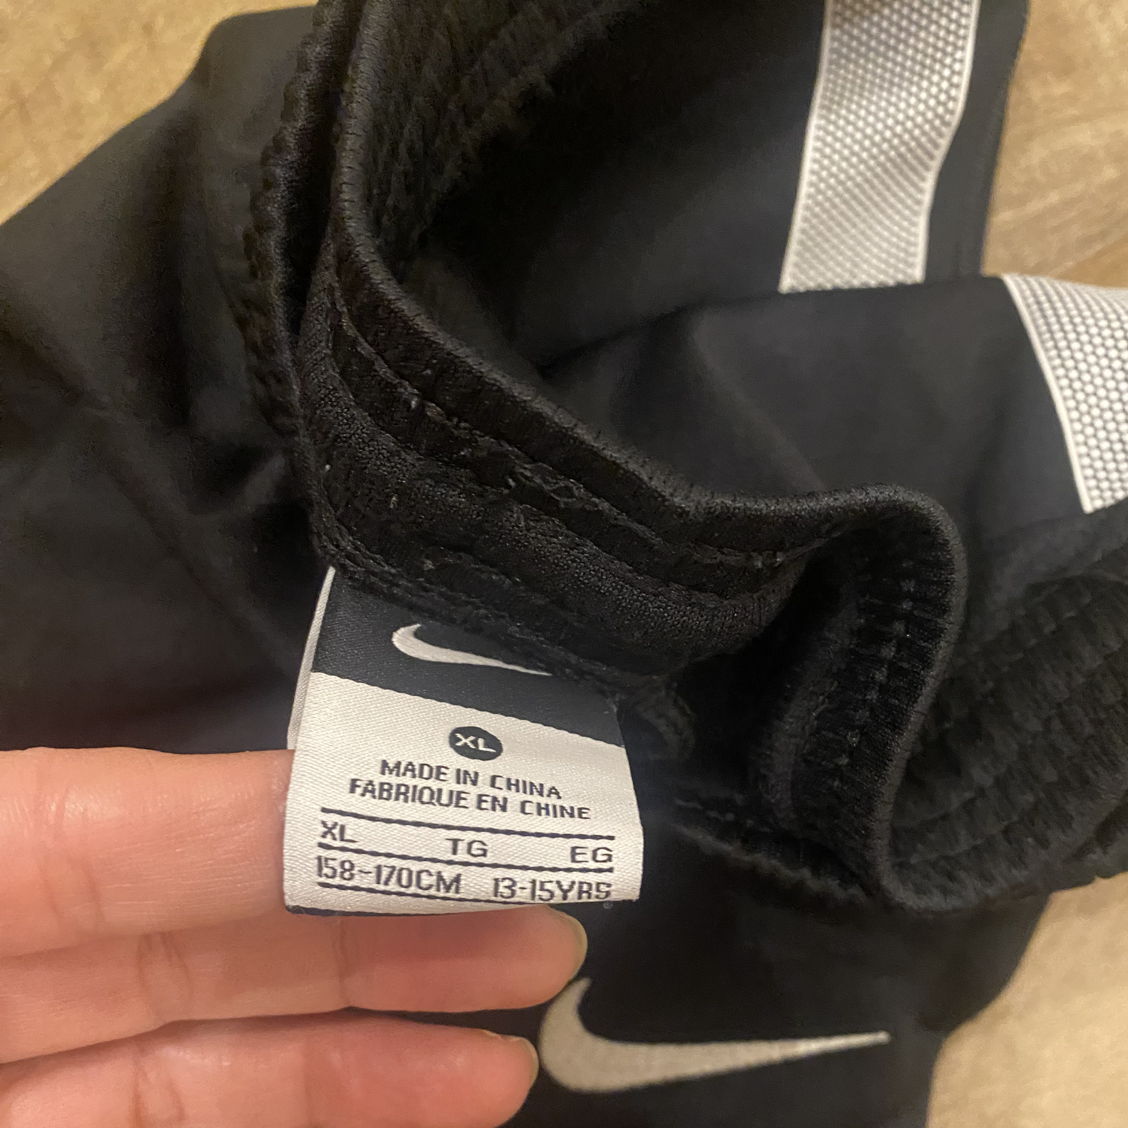 XL
MADE IN CHINA
FABRIQUE EN CHINE
XL TG EG
158-170CM 13-15YRS